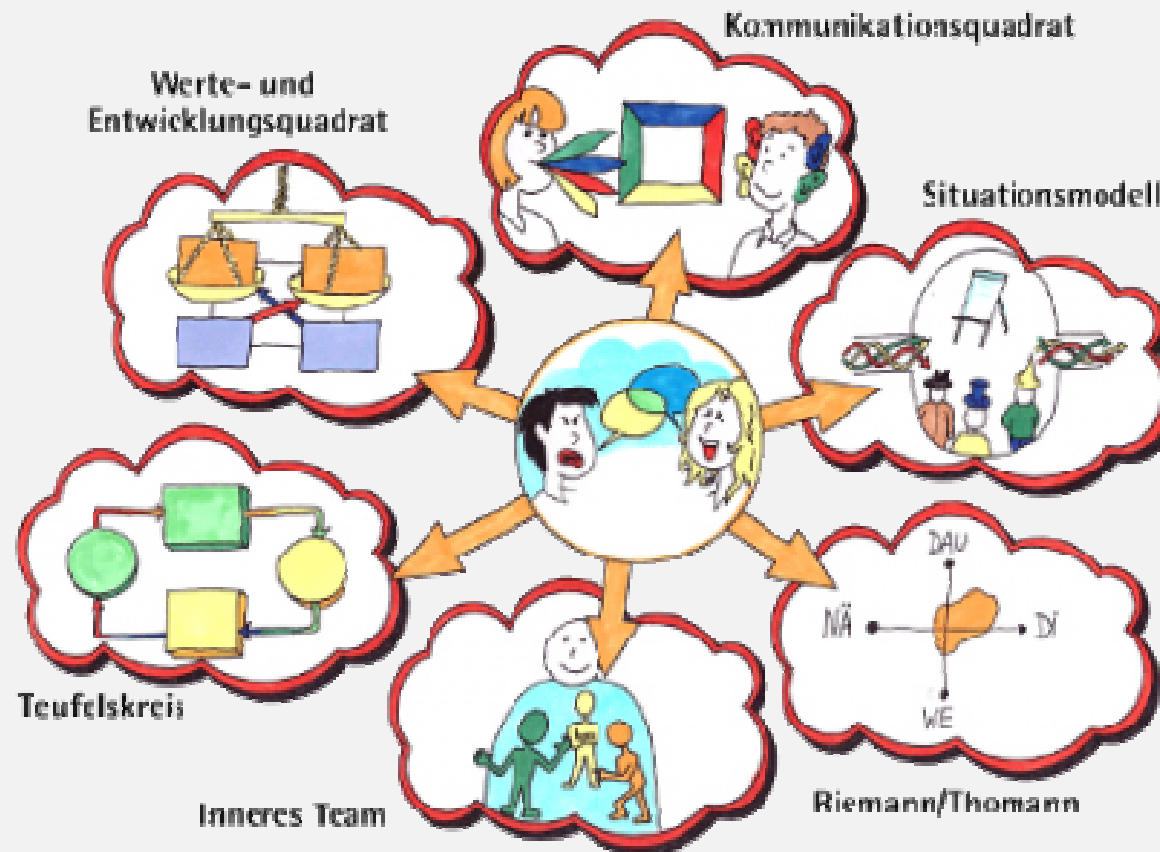 Kommunikationsquadrat
Werte- und
Entwicklungsquadrat
Situationsmodell
DAU
NÄ
DI
WE
Teufelskreis
Inneres Team
Riemann/Thomann